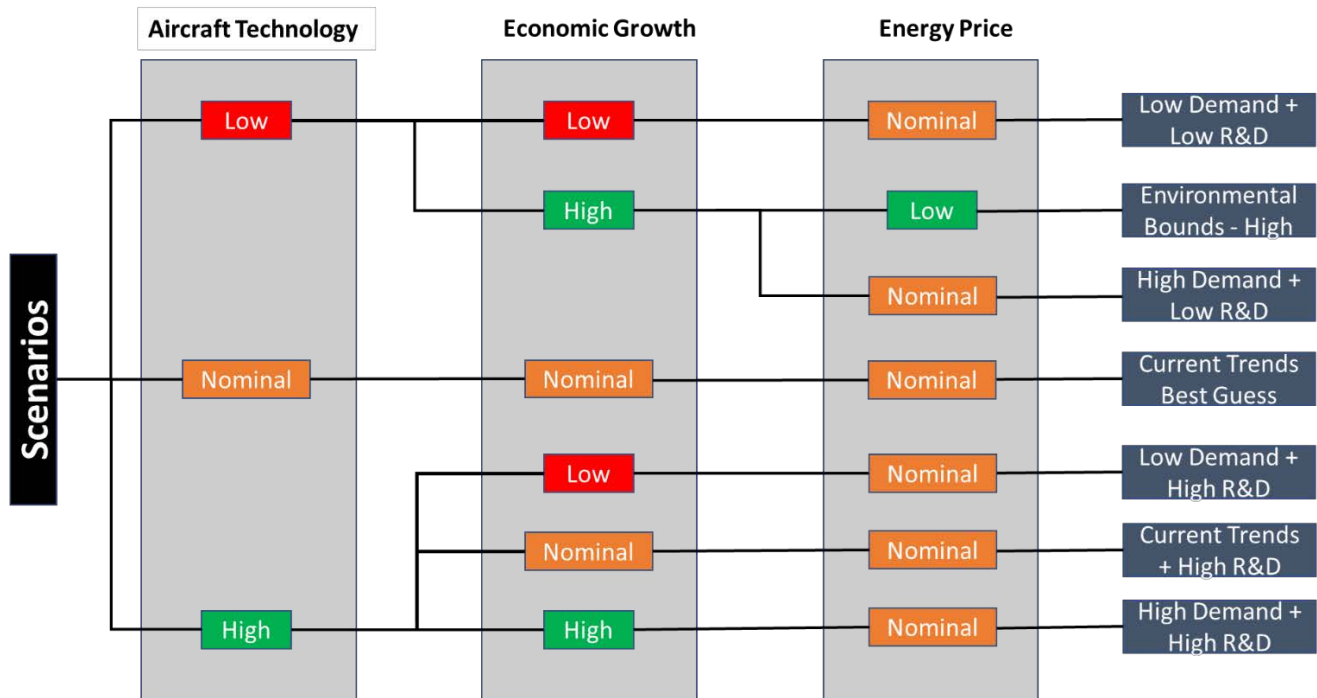 Aircraft Technology
Economic Growth
Energy Price
Scenarios
Low
Low
Nominal
Low Demand +
Low R&D
High
Low
Environmental
Bounds - High
Nominal
High Demand +
Low R&D
Nominal
Nominal
Nominal
Current Trends
Best Guess
Low
Nominal
Low Demand +
High R&D
Nominal
Nominal
Current Trends
+ High R&D
High
High
Nominal
High Demand +
High R&D